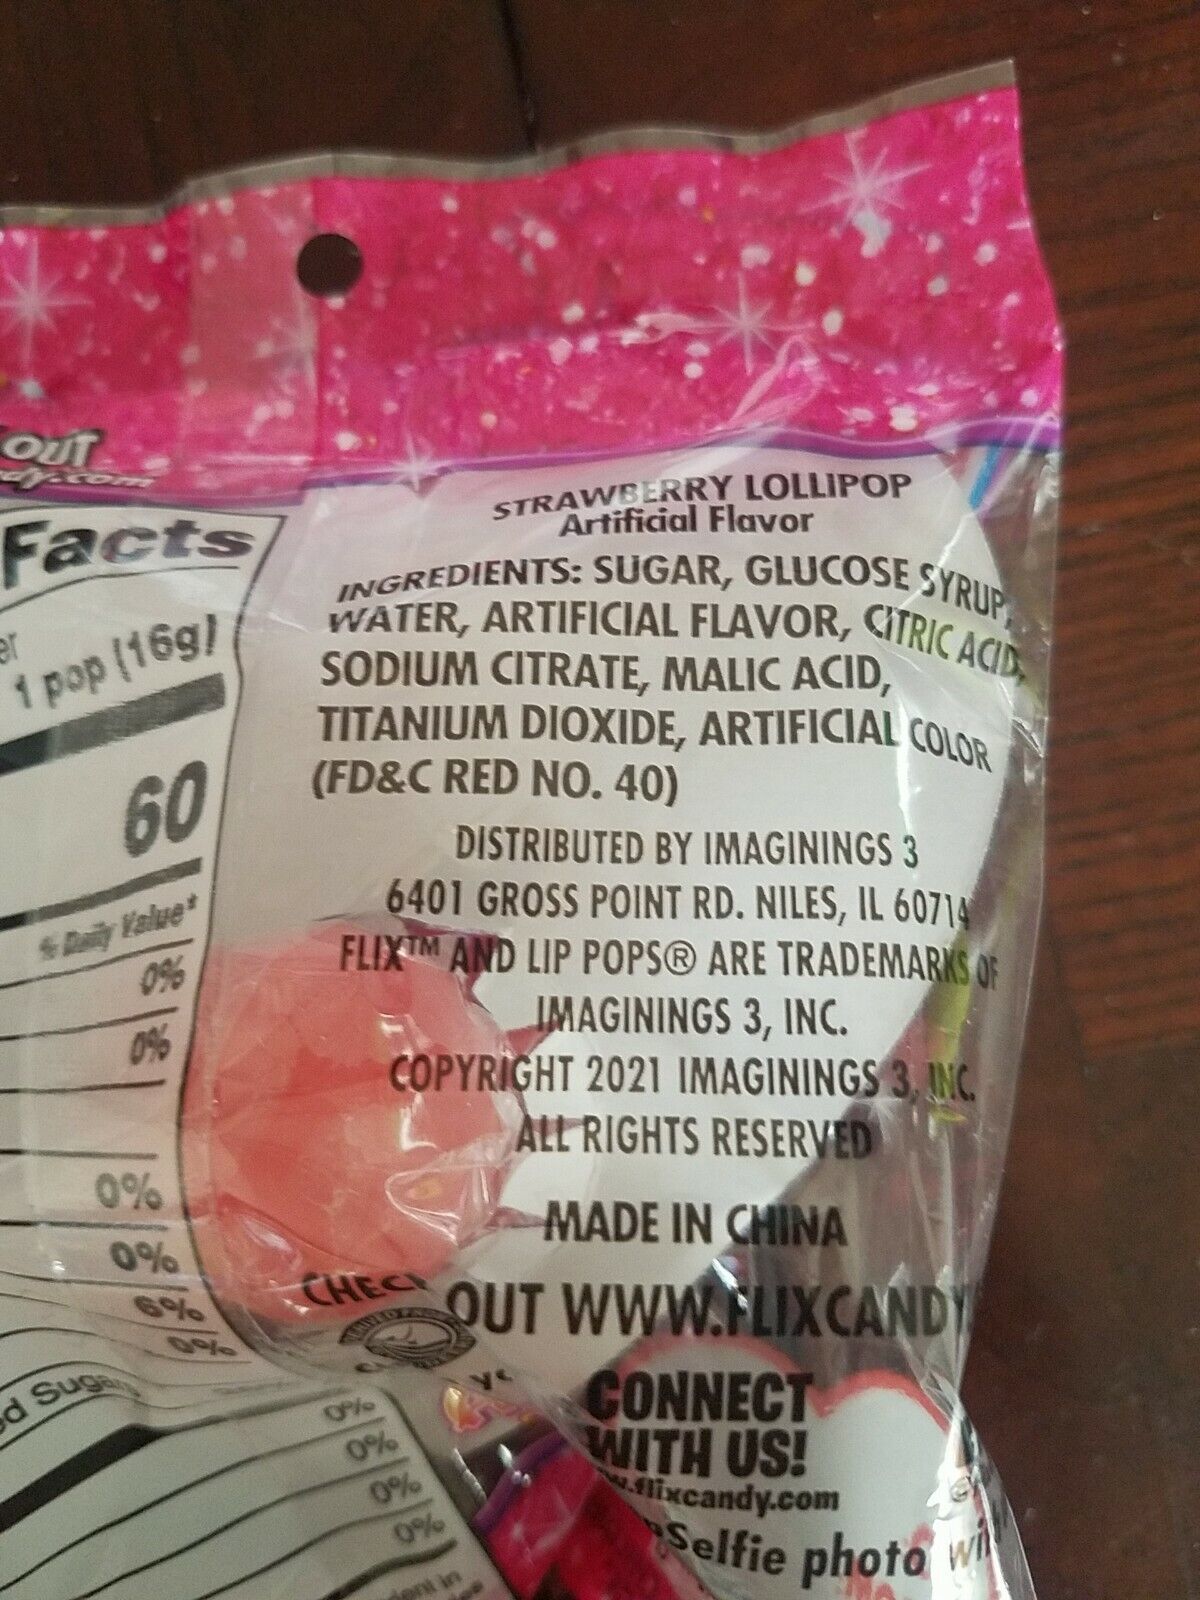 OUT
Facts
1 pop (16g)
60
% Daily Value*
0%
0%
0%
0%
6%
0%
0%
0%
0%
0%
STRAWBERRY LOLLIPOP
Artificial Flavor
INGREDIENTS: SUGAR, GLUCOSE SYRUP,
WATER, ARTIFICIAL FLAVOR, CITRIC ACID,
SODIUM CITRATE, MALIC ACID,
TITANIUM DIOXIDE, ARTIFICIAL COLOR
(FD&C RED NO. 40)
DISTRIBUTED BY IMAGININGS 3
6401 GROSS POINT RD. NILES, IL 60714
FLIX™ AND LIP POPS® ARE TRADEMARKS OF
IMAGININGS 3, INC.
COPYRIGHT 2021 IMAGININGS 3, INC.
ALL RIGHTS RESERVED
MADE IN CHINA
CHECK OUT WWW.FLIXCANDY
CONNECT
WITH US!
.flixcandy.com
Selfie photo